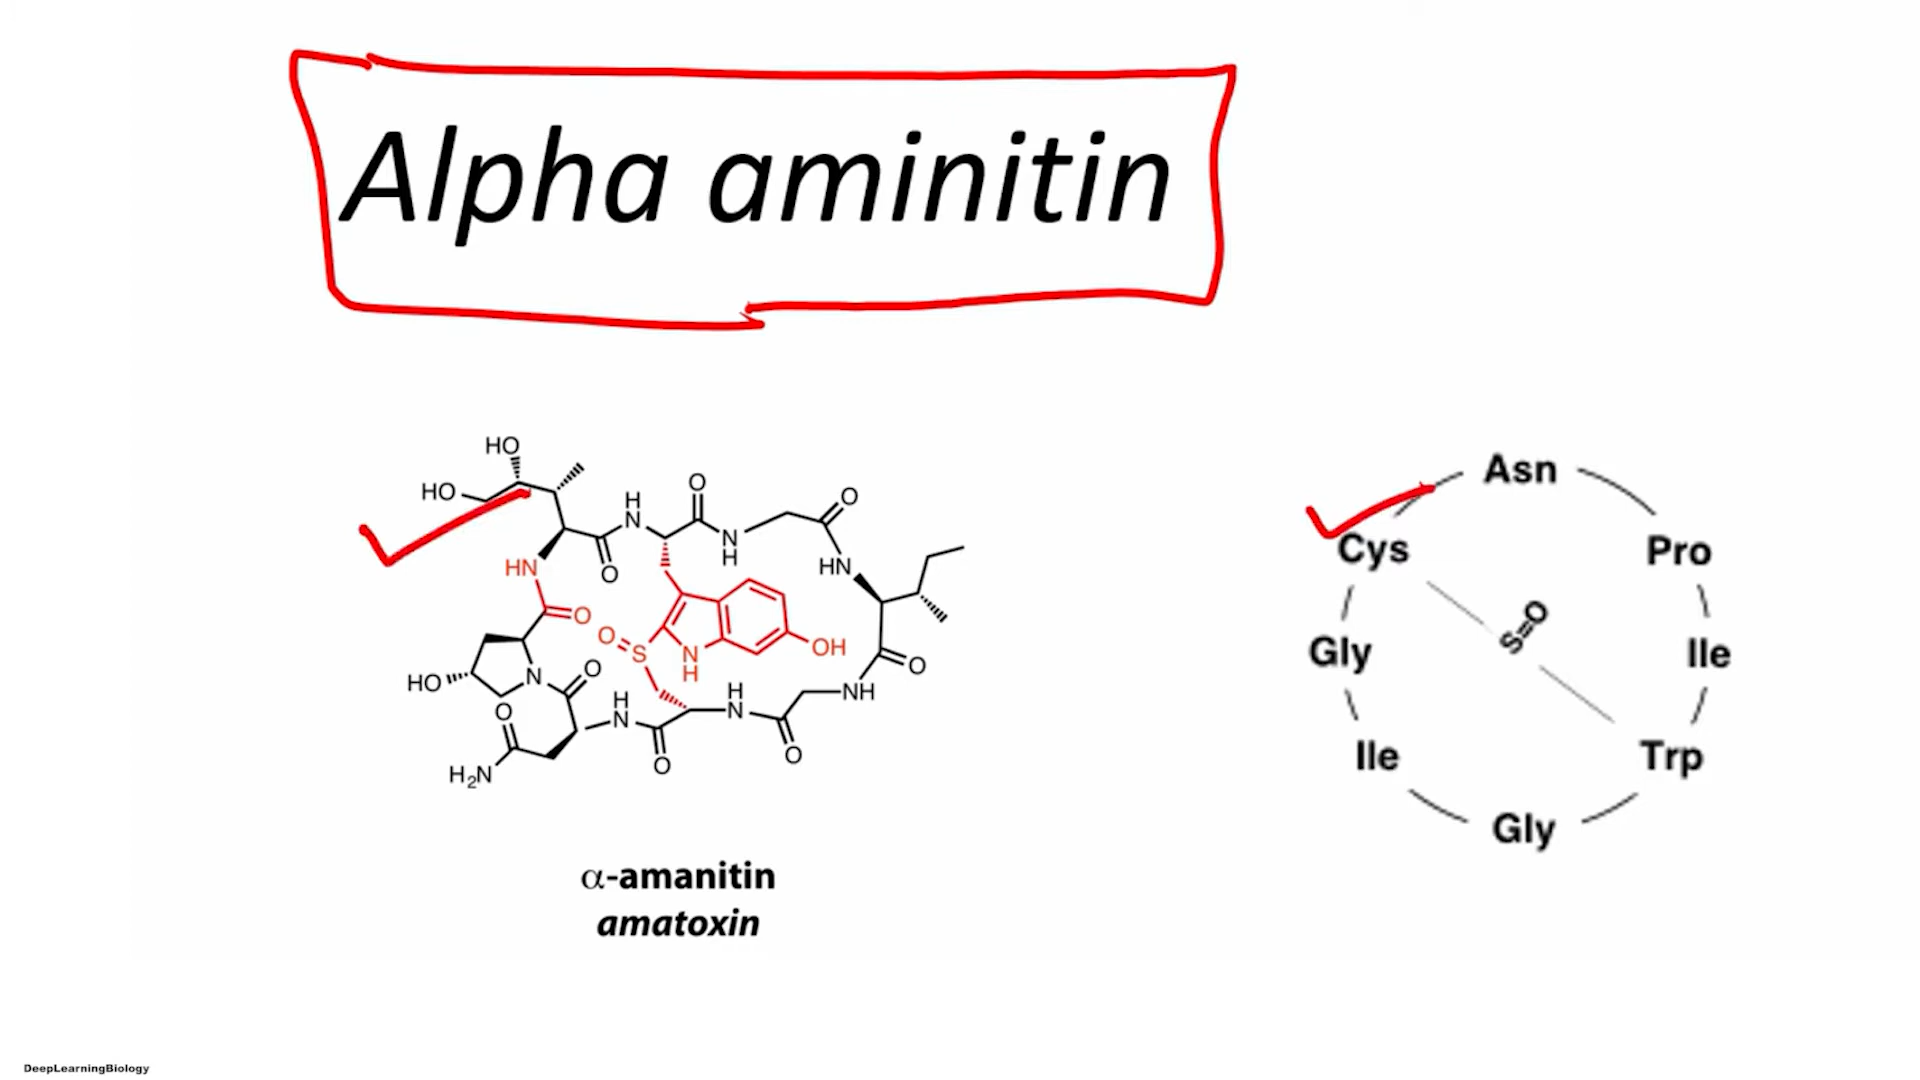 Alpha aminitin
HO
HO
H
N
O
N
H
O
HN
O
HN
O
O
S
N
H
OH
O
HO
N
O
O
H
N
H
N
NH
O
O
H₂N
α-amanitin
amatoxin
Asn
Cys
Pro
S=O
Gly
Ile
Ile
Trp
Gly
DeepLearningBiology